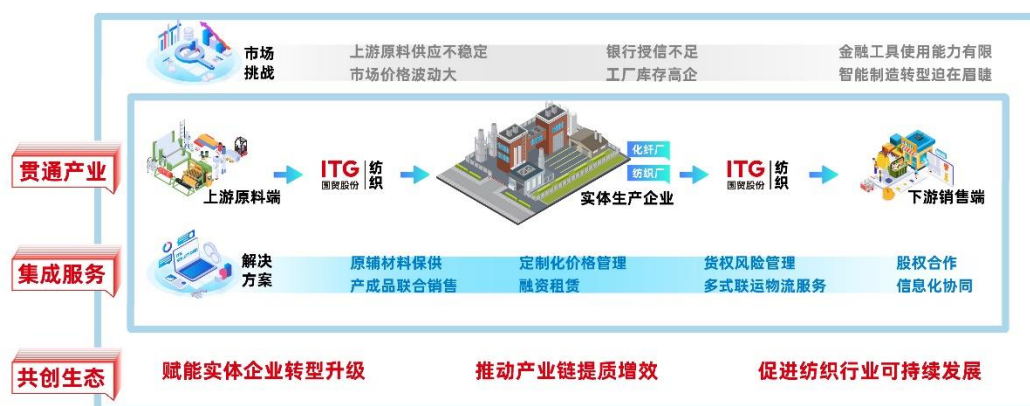 市场
挑战
上游原料供应不稳定 银行授信不足 金融工具使用能力有限
市场价格波动大 工厂库存高企 智能制造转型迫在眉睫
贯通产业
上游原料端
ITG 国贸股份 纺织
化纤厂
纺织厂
实体生产企业
ITG 国贸股份 纺织
下游销售端
集成服务
解决
方案
原辅材料保供 定制化价格管理 货权风险管理 股权合作
产成品联合销售 融资租赁 多式联运物流服务 信息化协同
共创生态
赋能实体企业转型升级 推动产业链提质增效 促进纺织行业可持续发展